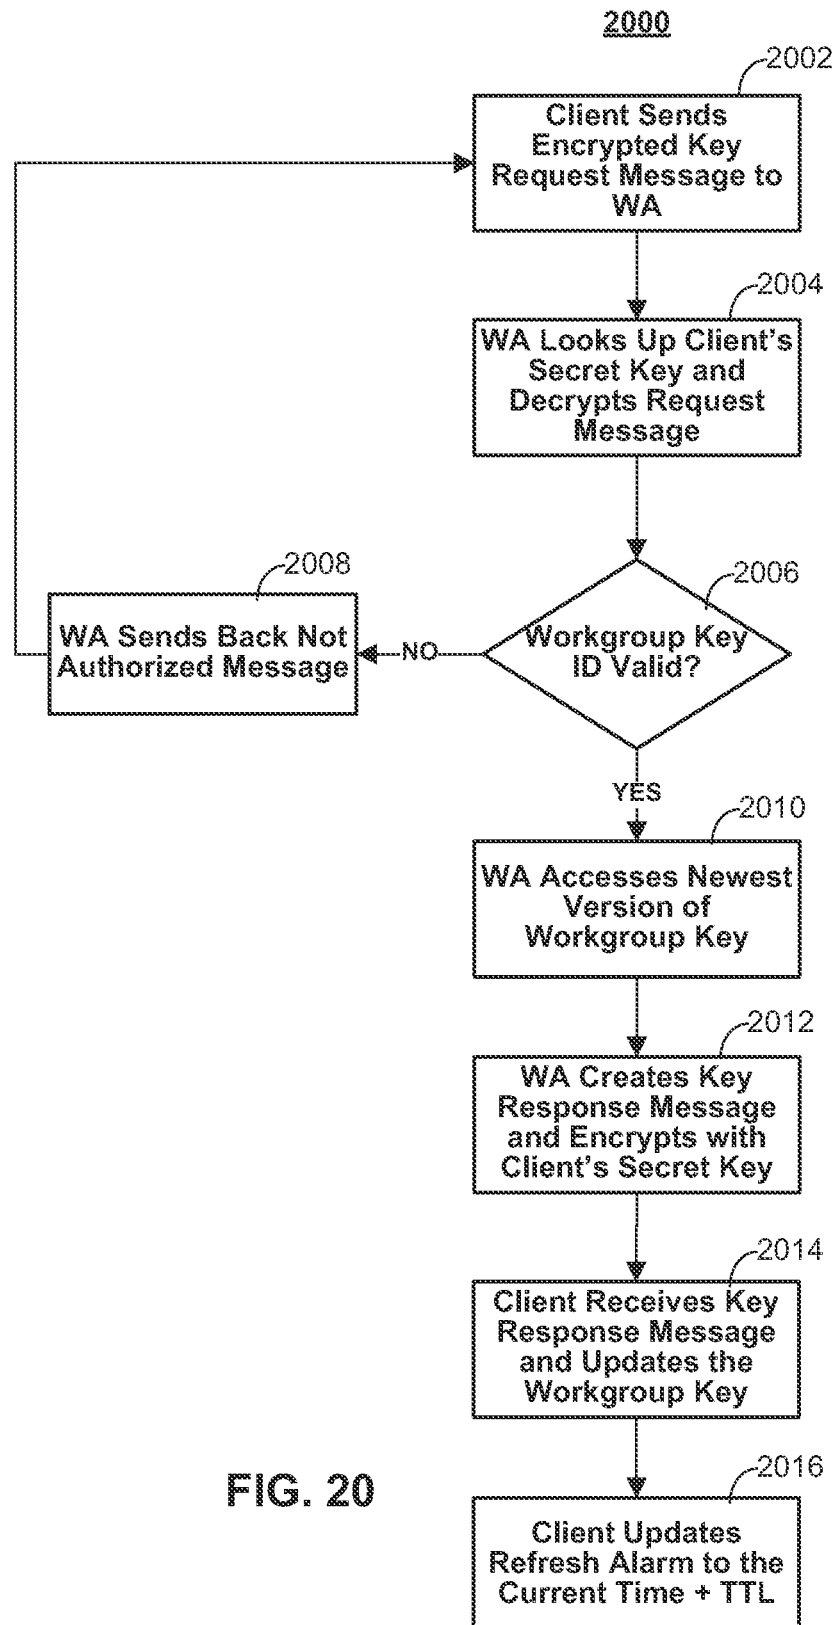 2000
2002
Client Sends
Encrypted Key
Request Message to
WA
2004
WA Looks Up Client's
Secret Key and
Decrypts Request
Message
2006
Workgroup Key
ID Valid?
NO
2008
WA Sends Back Not
Authorized Message
YES
2010
WA Accesses Newest
Version of
Workgroup Key
2012
WA Creates Key
Response Message
and Encrypts with
Client's Secret Key
2014
Client Receives Key
Response Message
and Updates the
Workgroup Key
2016
Client Updates
Refresh Alarm to the
Current Time + TTL
FIG. 20